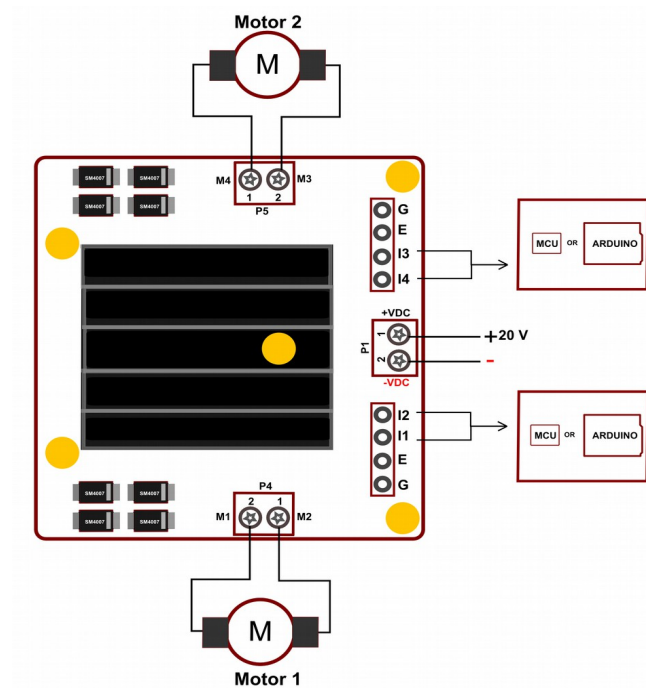 Motor 2
M
SM4007 SM4007
M4 M3
1 2
SM4007 SM4007
P5
G
E
I3
I4
MCU OR ARDUINO
+VDC
P1
1
+20 V
2
-
-VDC
I2
I1
MCU OR ARDUINO
E
G
P4
SM4007 SM4007
2 1
M1 M2
SM4007 SM4007
M
Motor 1